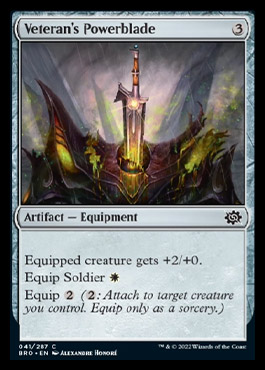 Veteran's Powerblade 3
Artifact — Equipment
Equipped creature gets +2/+0.
Equip Soldier
Equip 2 (2: Attach to target creature
you control. Equip only as a sorcery.)
041/287 C
BRO • EN Alexandre Honoré
™ & © 2022 Wizards of the Coast